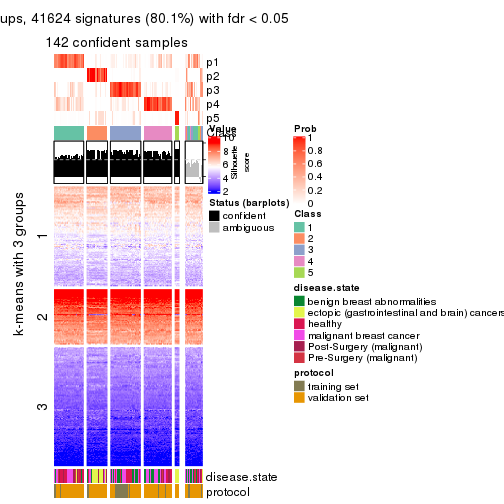 ups, 41624 signatures (80.1%) with fdr < 0.05
142 confident samples
p1
p2
p3
p4
p5
Class
Value
10
8
6
4
2
Silhouette
score
Prob
1
0.8
0.6
0.4
0.2
0
Status (barplots)
confident
ambiguous
Class
1
2
3
4
5
k-means with 3 groups
1
2
3
disease.state
benign breast abnormalities
ectopic (gastrointestinal and brain) cancers
healthy
malignant breast cancer
Post-Surgery (malignant)
Pre-Surgery (malignant)
protocol
training set
validation set
disease.state
protocol